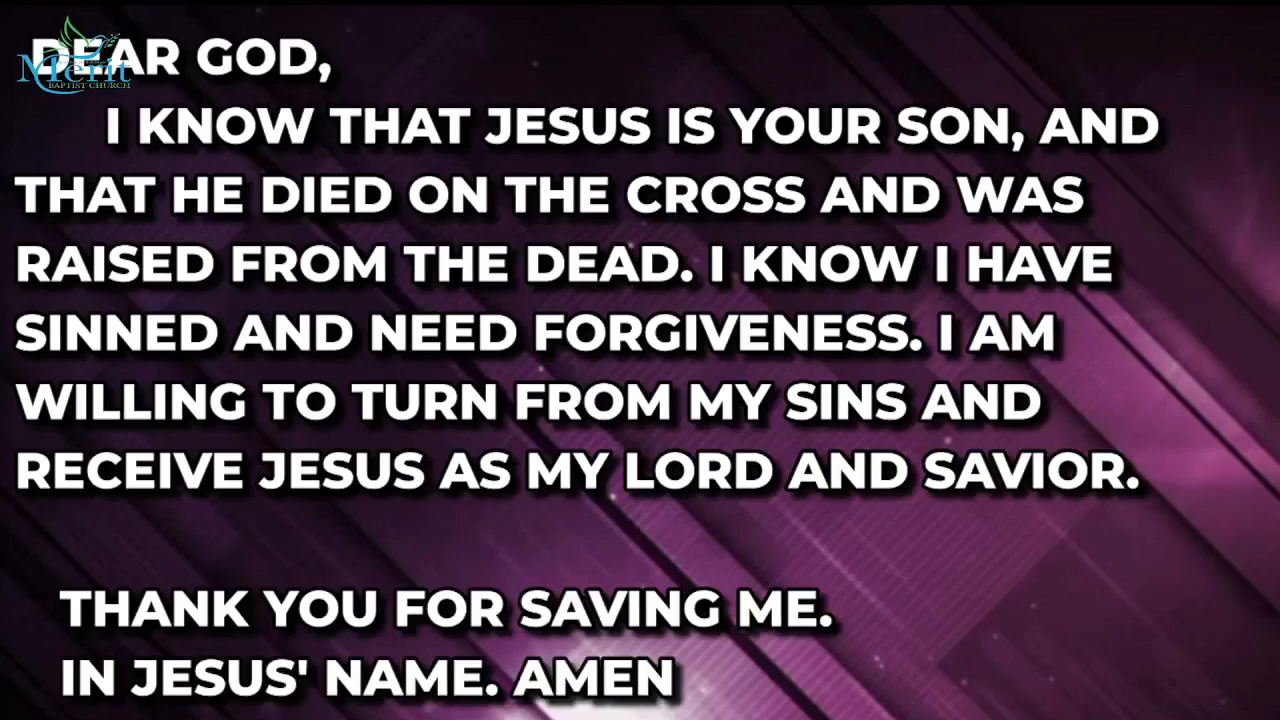 Merit
BAPTIST CHURCH
DEAR GOD,
I KNOW THAT JESUS IS YOUR SON, AND
THAT HE DIED ON THE CROSS AND WAS
RAISED FROM THE DEAD. I KNOW I HAVE
SINNED AND NEED FORGIVENESS. I AM
WILLING TO TURN FROM MY SINS AND
RECEIVE JESUS AS MY LORD AND SAVIOR.
THANK YOU FOR SAVING ME.
IN JESUS' NAME. AMEN